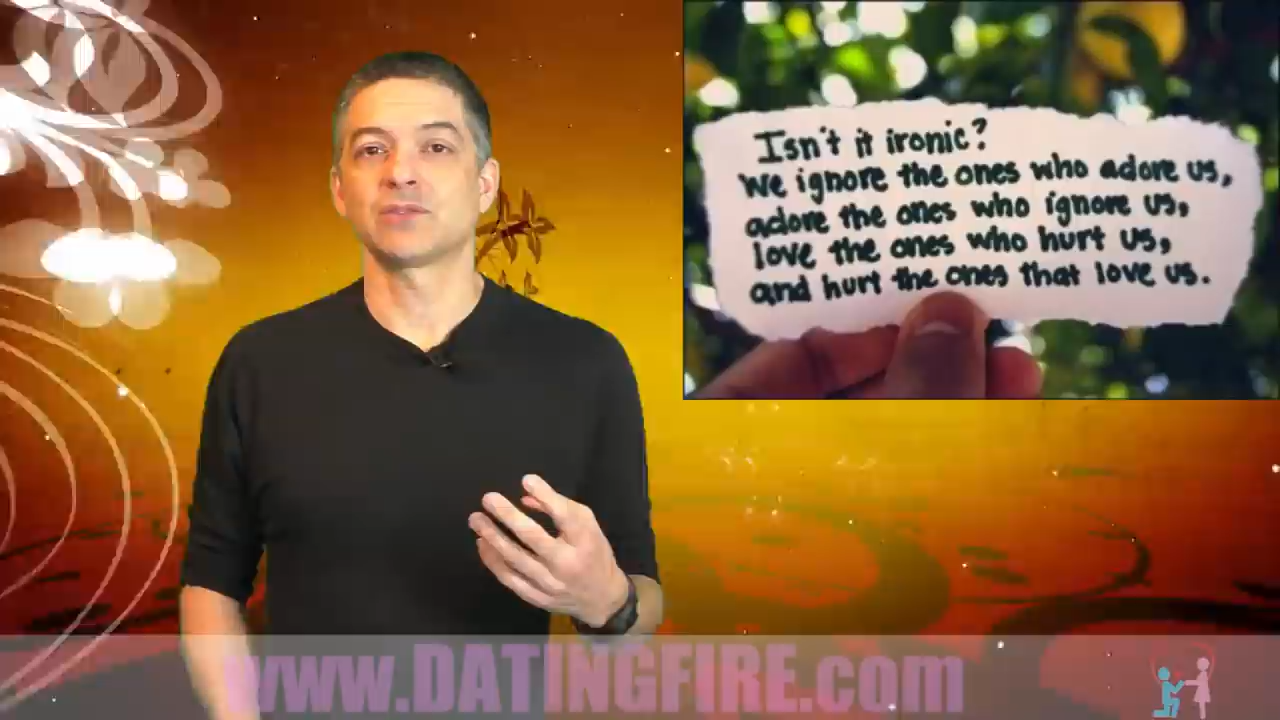 Isn't it ironic?
We ignore the ones who adore us,
adore the ones who ignore us,
love the ones who hurt us,
and hurt the ones that love us.
www.DATINGFIRE.com